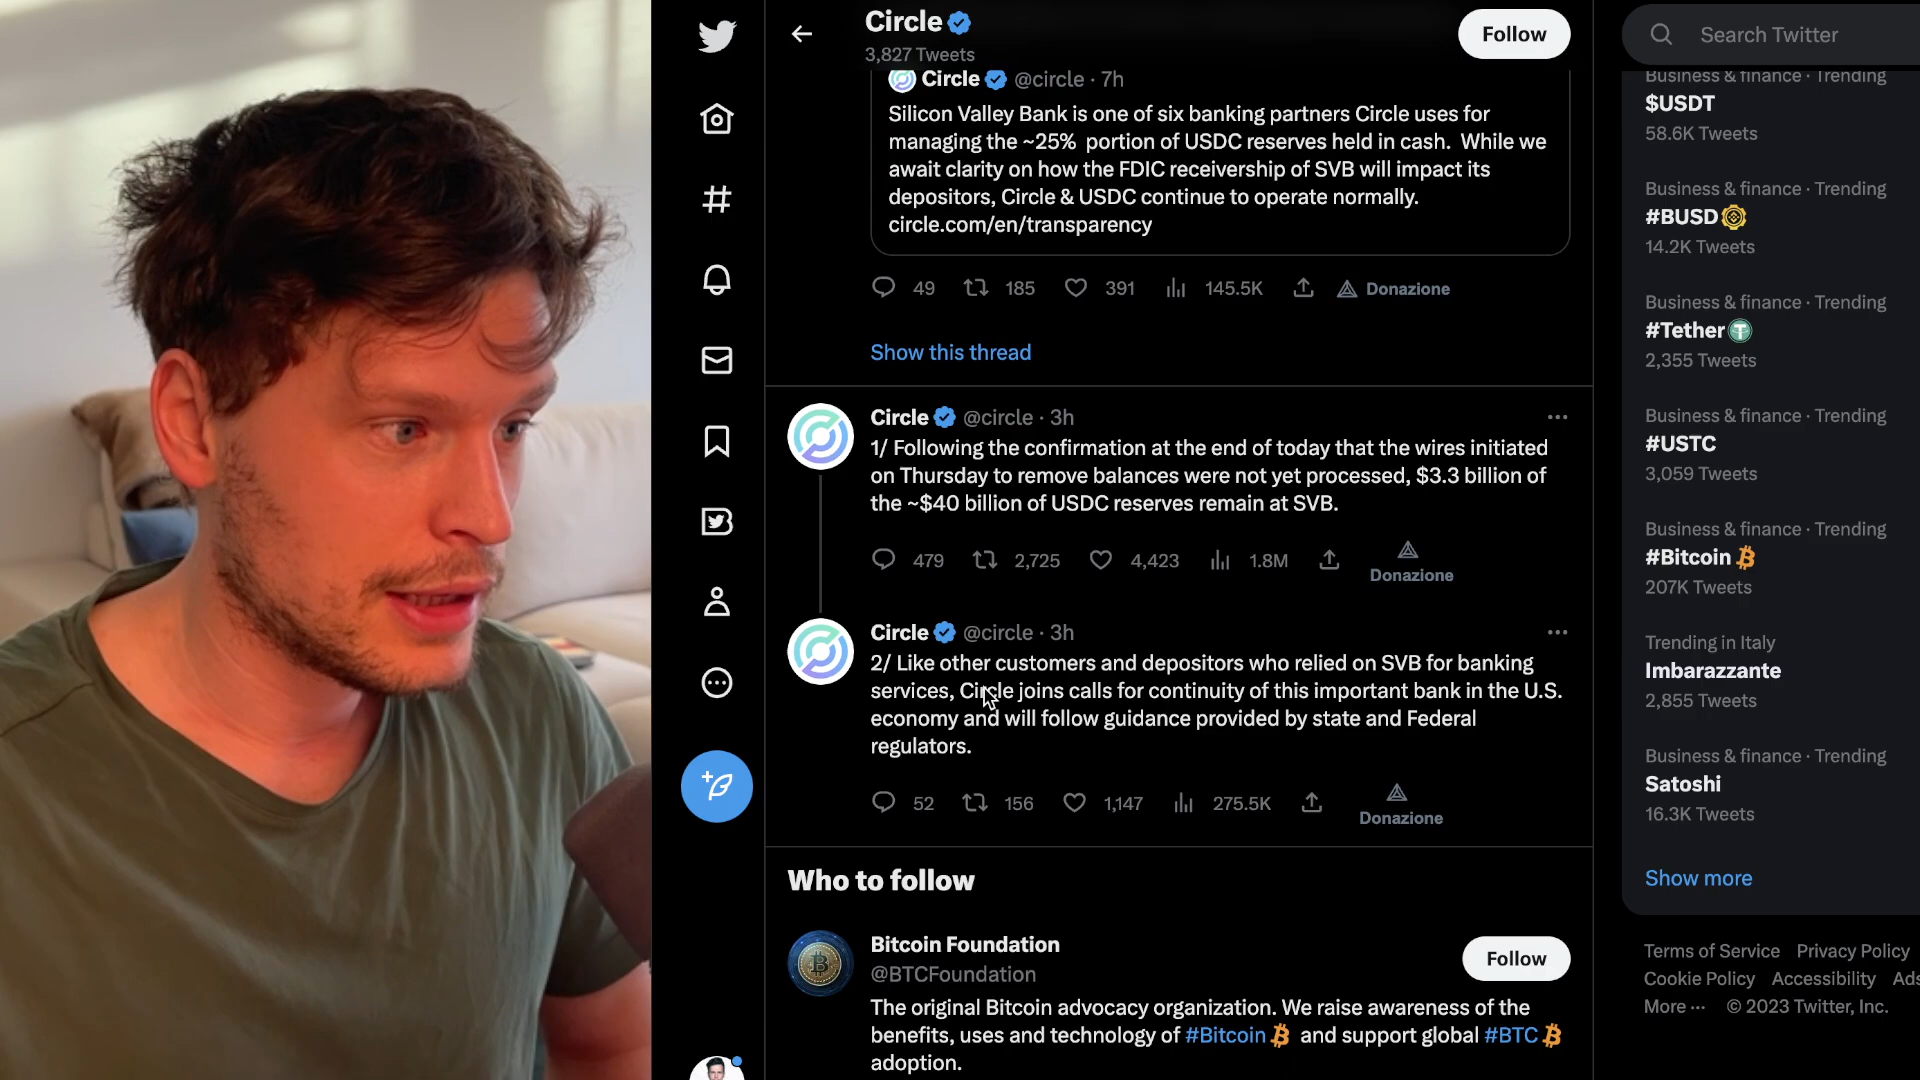 Circle
3,827 Tweets
Follow
Circle @circle · 7h
Silicon Valley Bank is one of six banking partners Circle uses for
managing the ~25% portion of USDC reserves held in cash. While we
await clarity on how the FDIC receivership of SVB will impact its
depositors, Circle & USDC continue to operate normally.
circle.com/en/transparency
49 185 391 145.5K Donazione
Show this thread
Circle @circle · 3h
1/ Following the confirmation at the end of today that the wires initiated
on Thursday to remove balances were not yet processed, $3.3 billion of
the ~$40 billion of USDC reserves remain at SVB.
479 2,725 4,423 1.8M
Donazione
Circle @circle · 3h
2/ Like other customers and depositors who relied on SVB for banking
services, Circle joins calls for continuity of this important bank in the U.S.
economy and will follow guidance provided by state and Federal
regulators.
52 156 1,147 275.5K
Donazione
Who to follow
Bitcoin Foundation
@BTCFoundation
Follow
The original Bitcoin advocacy organization. We raise awareness of the
benefits, uses and technology of #Bitcoin and support global #BTC
adoption.
Search Twitter
Business & finance · Trending
$USDT
58.6K Tweets
Business & finance · Trending
#BUSD
14.2K Tweets
Business & finance · Trending
#Tether
2,355 Tweets
Business & finance · Trending
#USTC
3,059 Tweets
Business & finance · Trending
#Bitcoin
207K Tweets
Trending in Italy
Imbarazzante
2,855 Tweets
Business & finance · Trending
Satoshi
16.3K Tweets
Show more
Terms of Service Privacy Policy
Cookie Policy Accessibility Ads
More ··· © 2023 Twitter, Inc.